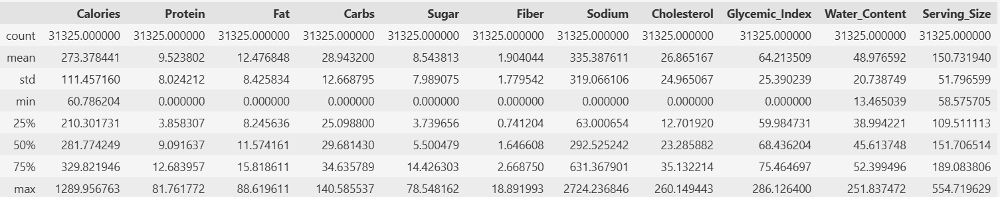 Calories Protein Fat Carbs Sugar Fiber Sodium Cholesterol Glycemic_Index Water_Content Serving_Size
count 31325.000000 31325.000000 31325.000000 31325.000000 31325.000000 31325.000000 31325.000000 31325.000000 31325.000000 31325.000000 31325.000000
mean 273.378441 9.523802 12.476848 28.943200 8.543813 1.904044 335.387611 26.865167 64.213509 48.976592 150.731940
std 111.457160 8.024212 8.425834 12.668795 7.989075 1.779542 319.066106 24.965067 25.390239 20.738749 51.796599
min 60.786204 0.000000 0.000000 0.000000 0.000000 0.000000 0.000000 0.000000 0.000000 13.465039 58.575705
25% 210.301731 3.858307 8.245636 25.098800 3.739656 0.741204 63.000654 12.701920 59.984731 38.994221 109.511113
50% 281.774249 9.091637 11.574161 29.681430 5.500479 1.646608 292.525242 23.285882 68.436204 45.613748 151.706514
75% 329.821946 12.683957 15.818611 34.635789 14.426303 2.668750 631.367901 35.132214 75.464697 52.399496 189.083806
max 1289.956763 81.761772 88.619611 140.585537 78.548162 18.891993 2724.236846 260.149443 286.126400 251.837472 554.719629